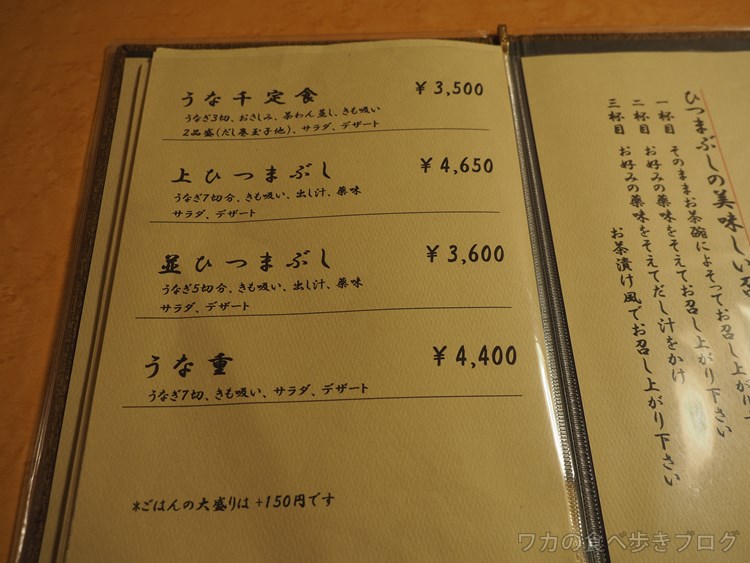 うな千定食 ¥3,500
うなぎ3切、おさしみ、茶わん蒸し、きも吸い
2品盛(だし巻玉子他)、サラダ、デザート
上ひつまぶし ¥4,650
うなぎ7切分、きも吸い、出し汁、薬味
サラダ、デザート
並ひつまぶし ¥3,600
うなぎ5切分、きも吸い、出し汁、薬味
サラダ、デザート
うな重 ¥4,400
うなぎ7切、きも吸い、サラダ、デザート
*ごはんの大盛りは+150円です
ひつまぶしの美味しい召
一杯目 そのままお茶碗によそってお召し上がり下さい
二杯目 お好みの薬味をそえてお召し上がり下さい
三杯目 お好みの薬味をそえてだし汁をかけ
お茶漬け風でお召し上がり下さい
ワカの食べ歩きブログ